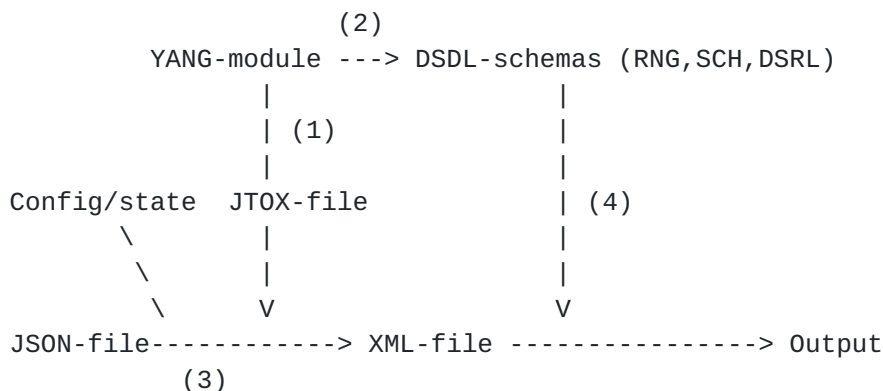 (2)
YANG-module ---> DSDL-schemas (RNG,SCH,DSRL)
| |
| (1) |
| |
Config/state JTOX-file | (4)
\ | |
\ | |
\ V V
JSON-file------------> XML-file ----------------> Output
(3)